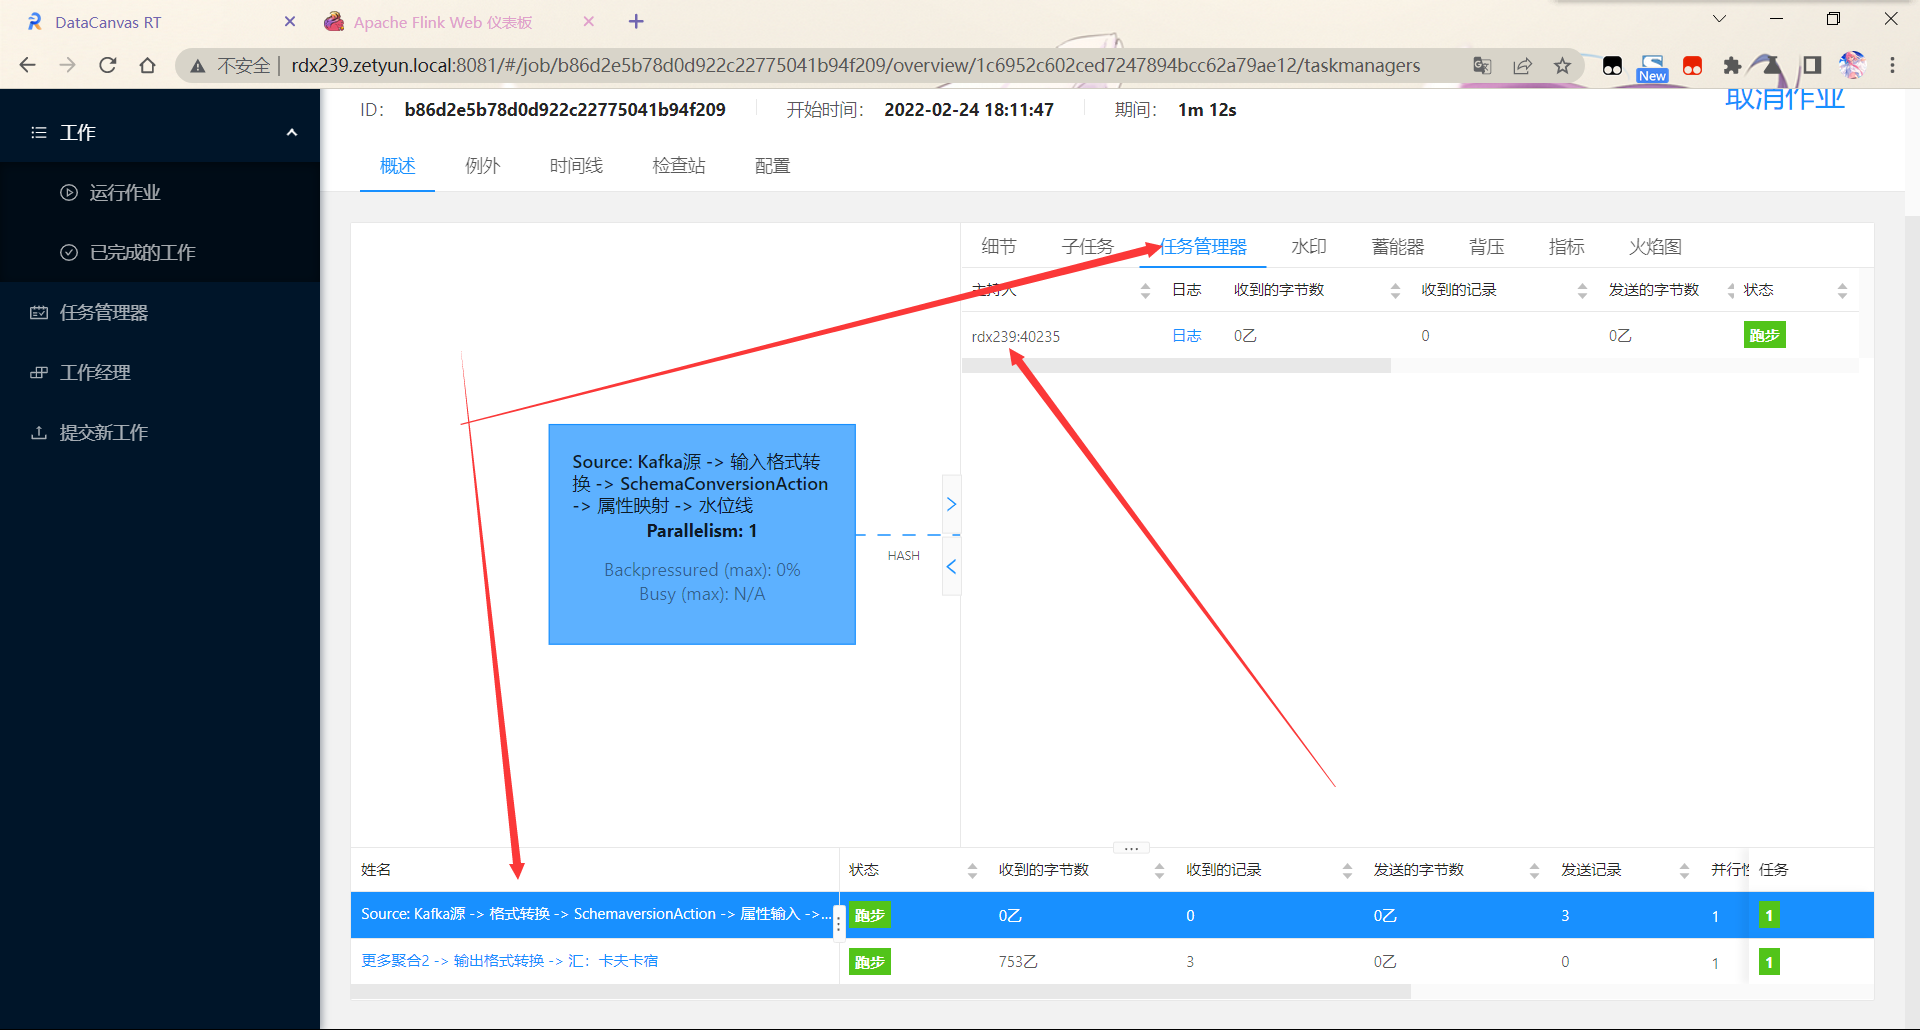 DataCanvas RT
Apache Flink Web 仪表板
不安全 | rdx239.zetyun.local:8081/#/job/b86d2e5b78d0d922c22775041b94f209/overview/1c6952c602ced7247894bcc62a79ae12/taskmanagers
New
ID: b86d2e5b78d0d922c22775041b94f209 开始时间: 2022-02-24 18:11:47 期间: 1m 12s
取消作业
工作
运行作业
已完成的工作
任务管理器
工作经理
提交新工作
概述 例外 时间线 检查站 配置
细节 子任务 任务管理器 水印 蓄能器 背压 指标 火焰图
主持人 日志 收到的字节数 收到的记录 发送的字节数 状态
rdx239:40235 日志 0乙 0 0乙 跑步
Source: Kafka源 -> 输入格式转
换 -> SchemaConversionAction
-> 属性映射 -> 水位线
Parallelism: 1
Backpressured (max): 0%
Busy (max): N/A
HASH
姓名 状态 收到的字节数 收到的记录 发送的字节数 发送记录 并行性 任务
Source: Kafka源 -> 格式转换 -> SchemaversionAction -> 属性输入 ->... 跑步 0乙 0 0乙 3 1 1
更多聚合2 -> 输出格式转换 -> 汇: 卡夫卡宿 跑步 753乙 3 0乙 0 1 1